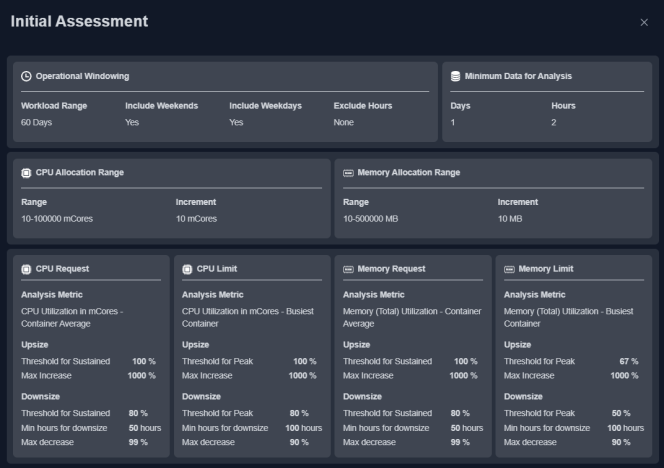 Initial Assessment
Operational Windowing
Workload Range Include Weekends Include Weekdays Exclude Hours
60 Days Yes Yes None
Minimum Data for Analysis
Days Hours
1 2
CPU Allocation Range
Range Increment
10-100000 mCores 10 mCores
Memory Allocation Range
Range Increment
10-500000 MB 10 MB
CPU Request
Analysis Metric
CPU Utilization in mCores -
Container Average
Upsize
Threshold for Sustained 100 %
Max Increase 1000 %
Downsize
Threshold for Sustained 80 %
Min hours for downsize 50 hours
Max decrease 99 %
CPU Limit
Analysis Metric
CPU Utilization in mCores - Busiest
Container
Upsize
Threshold for Peak 100 %
Max Increase 1000 %
Downsize
Threshold for Peak 80 %
Min hours for downsize 100 hours
Max decrease 90 %
Memory Request
Analysis Metric
Memory (Total) Utilization - Container
Average
Upsize
Threshold for Sustained 100 %
Max Increase 1000 %
Downsize
Threshold for Sustained 80 %
Min hours for downsize 50 hours
Max decrease 99 %
Memory Limit
Analysis Metric
Memory (Total) Utilization - Busiest
Container
Upsize
Threshold for Peak 67 %
Max Increase 1000 %
Downsize
Threshold for Peak 50 %
Min hours for downsize 100 hours
Max decrease 90 %